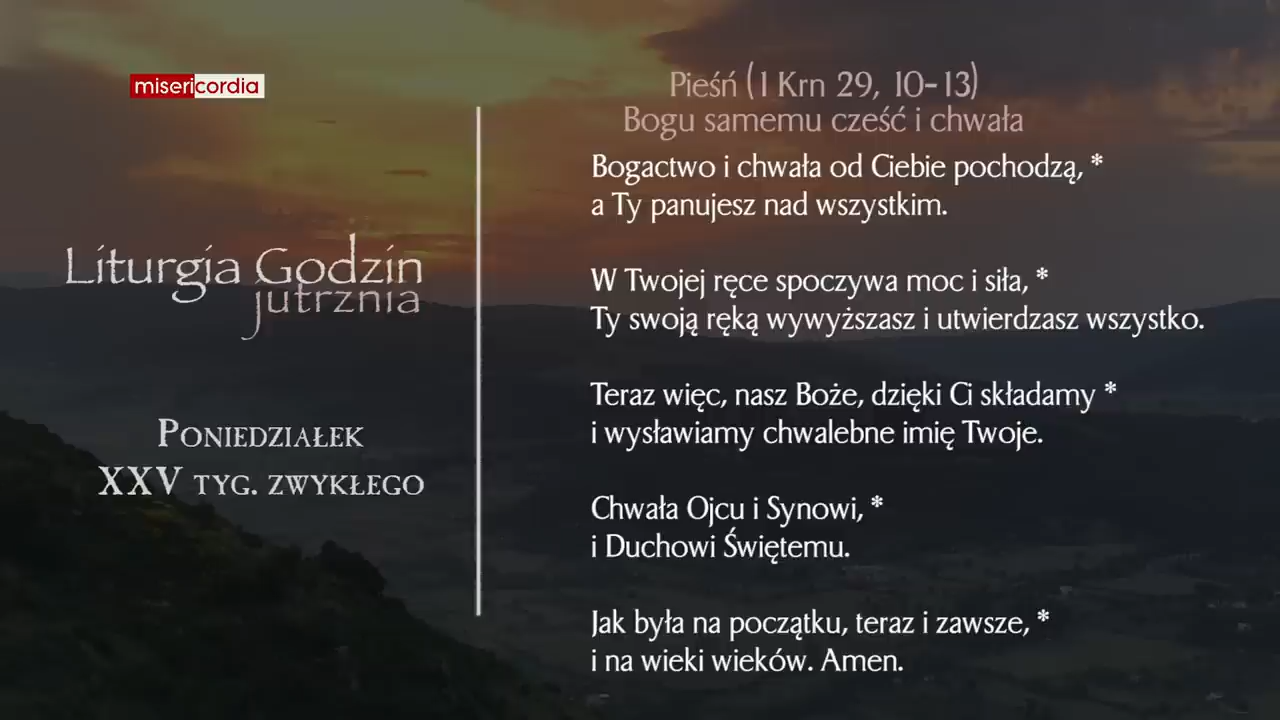 misericordia
Liturgia Godzin
jutrznia
Poniedziałek
XXV tyg. zwykłego
Pieśń (1 Krn 29, 10-13)
Bogu samemu cześć i chwała
Bogactwo i chwała od Ciebie pochodzą, *
a Ty panujesz nad wszystkim.
W Twojej ręce spoczywa moc i siła, *
Ty swoją ręką wywyższasz i utwierdzasz wszystko.
Teraz więc, nasz Boże, dzięki Ci składamy *
i wysławiamy chwalebne imię Twoje.
Chwała Ojcu i Synowi, *
i Duchowi Świętemu.
Jak była na początku, teraz i zawsze, *
i na wieki wieków. Amen.